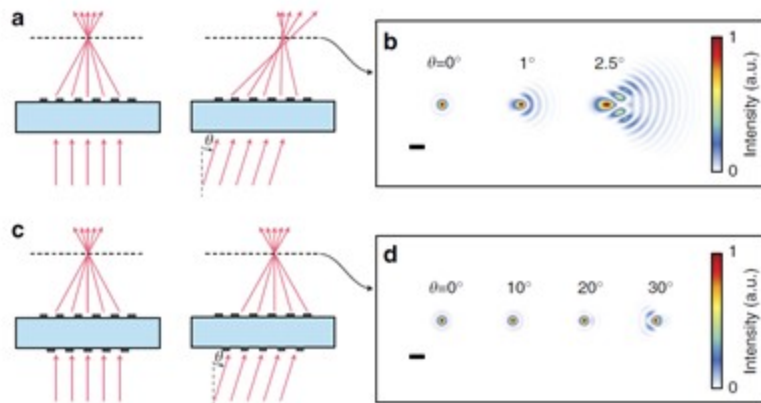 a
θ
b
θ=0°
1°
2.5°
1
0
Intensity (a.u.)
c
θ
d
θ=0°
10°
20°
30°
1
0
Intensity (a.u.)